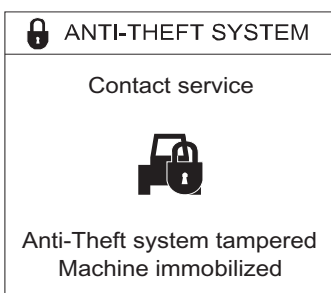 ANTI-THEFT SYSTEM
Contact service
Anti-Theft system tampered
Machine immobilized